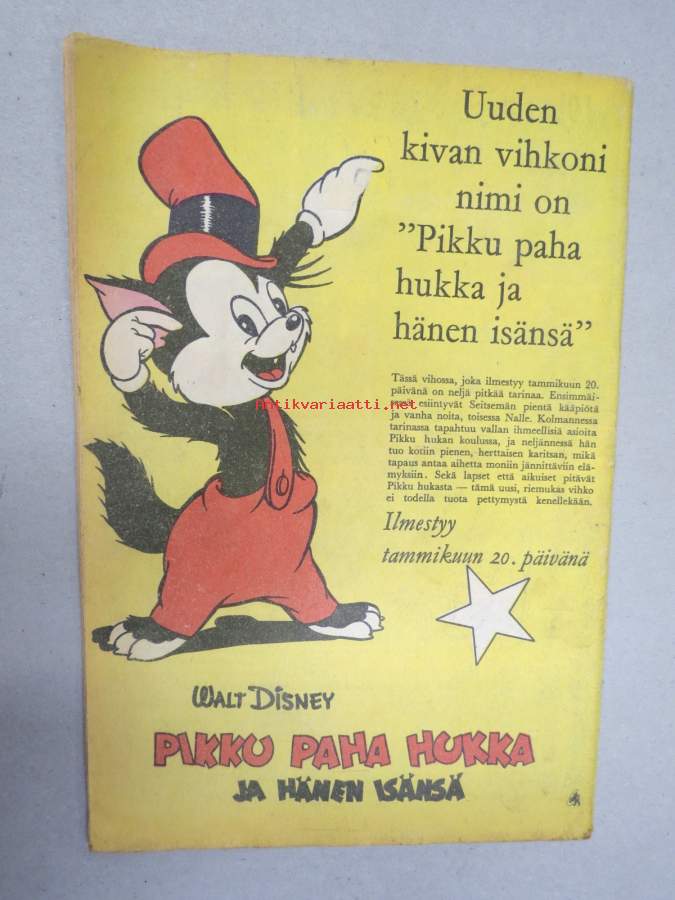 Uuden
kivan vihkoni
nimi on
”Pikku paha
hukka ja
hänen isänsä”
Tässä vihossa, joka ilmestyy tammikuun 20.
päivänä on neljä pitkää tarinaa. Ensimmäi-
esiintyvät Seitsemän pientä kääpiötä
ja vanha noita, toisessa Nalle. Kolmannessa
tarinassa tapahtuu vallan ihmeellisiä asioita
Pikku hukan koulussa, ja neljännessä hän
tuo kotiin pienen, herttaisen karitsan, mikä
tapaus antaa aihetta moniin jännittäviin elä-
myksiin. Sekä lapset että aikuiset pitävät
Pikku hukasta — tämä uusi, riemukas vihko
ei todella tuota pettymystä kenellekään.
antikvariaatti.net
Ilmestyy
tammikuun 20. päivänä
WALT DISNEY
PIKKU PAHA HUKKA
JA HÄNEN ISÄNSÄ